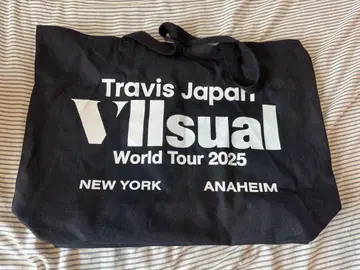 Travis Japan
VIIsual
World Tour 2025
NEW YORK ANAHEIM